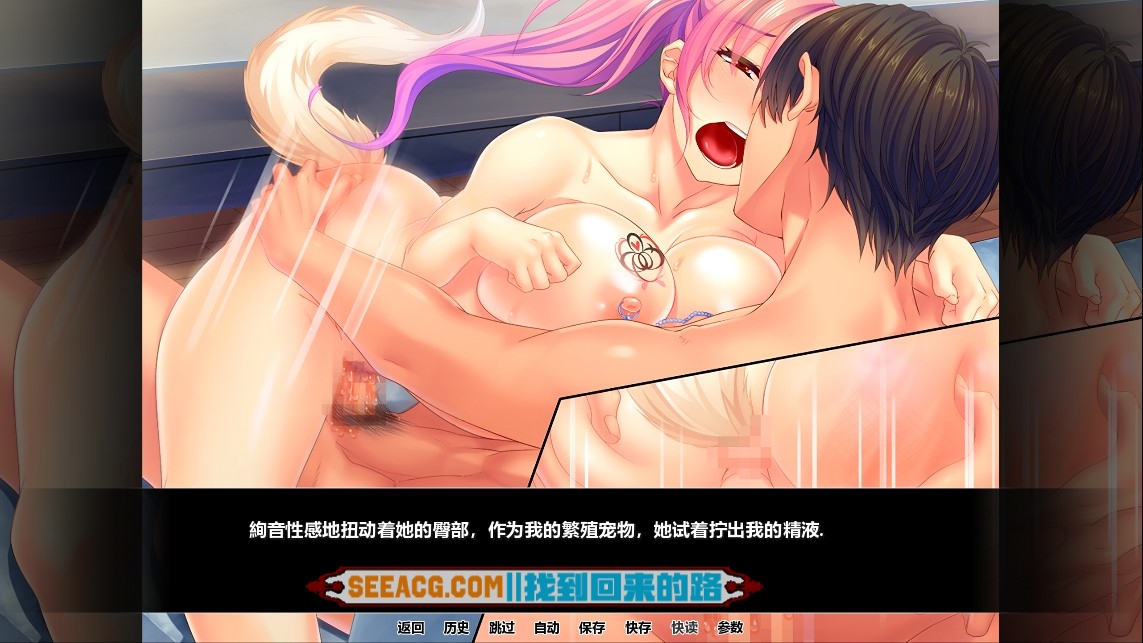 絢音性感地扭动着她的臀部，作为我的繁殖宠物，她试着拧出我的精液.
SEEACG.COM||找到回来的路
返回 历史 跳过 自动 保存 快存 快读 参数